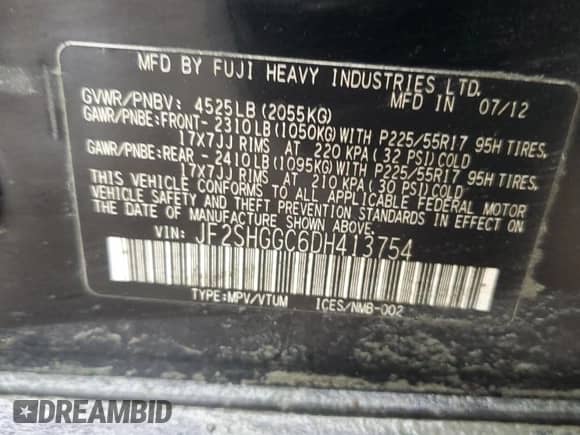 MFD BY FUJI HEAVY INDUSTRIES LTD.
GVWR/PNBV: 4525LB(2055KG) MFD IN 07/12
GAWR/PNBE:FRONT- 2310LB(1050KG)WITH P225/55R17 95H TIRES,
17X7JJ RIMS AT 220 KPA(32 PSI)COLD
GAWR/PNBE:REAR - 2410LB(1095KG)WITH P225/55R17 95H TIRES,
17X7JJ RIMS AT 210 KPA(30 PSI)COLD
THIS VEHICLE CONFORMS TO ALL APPLICABLE FEDERAL MOTOR
VEHICLE SAFETY AND THEFT PREVENTION STANDARDS IN EFFECT ON
THE DATE OF MANUFACTURE SHOWN ABOVE.
VIN: JF2SHGGC6DH413754
TYPE:MPV/VTUM ICES/NMB-002
DREAMBID